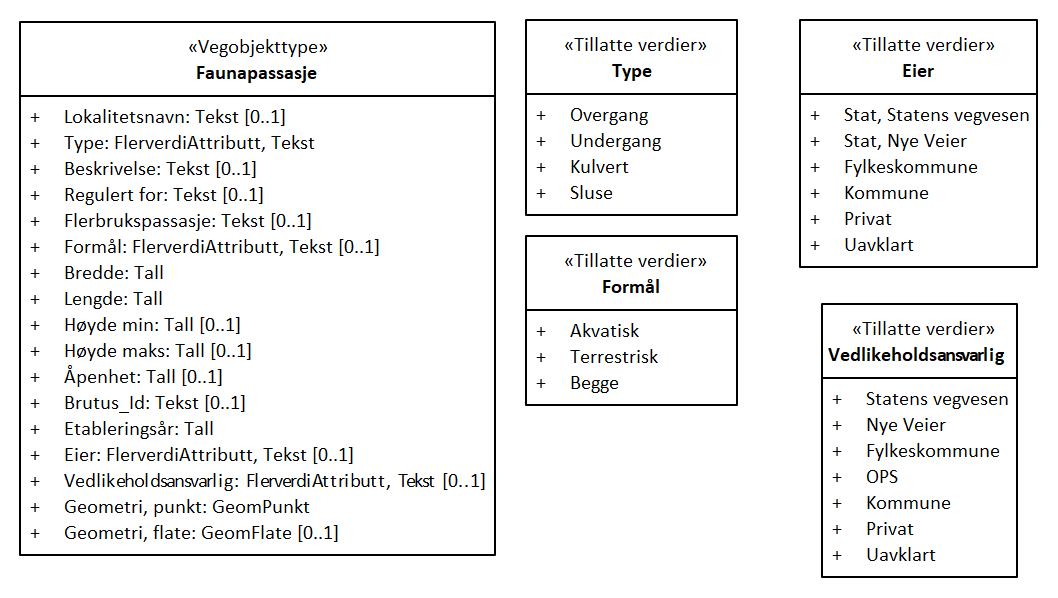 «Vegobjekttype»
Faunapassasje
+ Lokalitetsnavn: Tekst [0..1]
+ Type: FlerverdiAttributt, Tekst
+ Beskrivelse: Tekst [0..1]
+ Regulert for: Tekst [0..1]
+ Flerbrukspassasje: Tekst [0..1]
+ Formål: FlerverdiAttributt, Tekst [0..1]
+ Bredde: Tall
+ Lengde: Tall
+ Høyde min: Tall [0..1]
+ Høyde maks: Tall [0..1]
+ Åpenhet: Tall [0..1]
+ Brutus_Id: Tekst [0..1]
+ Etableringsår: Tall
+ Eier: FlerverdiAttributt, Tekst [0..1]
+ Vedlikeholdsansvarlig: FlerverdiAttributt, Tekst [0..1]
+ Geometri, punkt: GeomPunkt
+ Geometri, flate: GeomFlate [0..1]
«Tillatte verdier»
Type
+ Overgang
+ Undergang
+ Kulvert
+ Sluse
«Tillatte verdier»
Formål
+ Akvatisk
+ Terrestrisk
+ Begge
«Tillatte verdier»
Eier
+ Stat, Statens vegvesen
+ Stat, Nye Veier
+ Fylkeskommune
+ Kommune
+ Privat
+ Uavklart
«Tillatte verdier»
Vedlikeholdsansvarlig
+ Statens vegvesen
+ Nye Veier
+ Fylkeskommune
+ OPS
+ Kommune
+ Privat
+ Uavklart